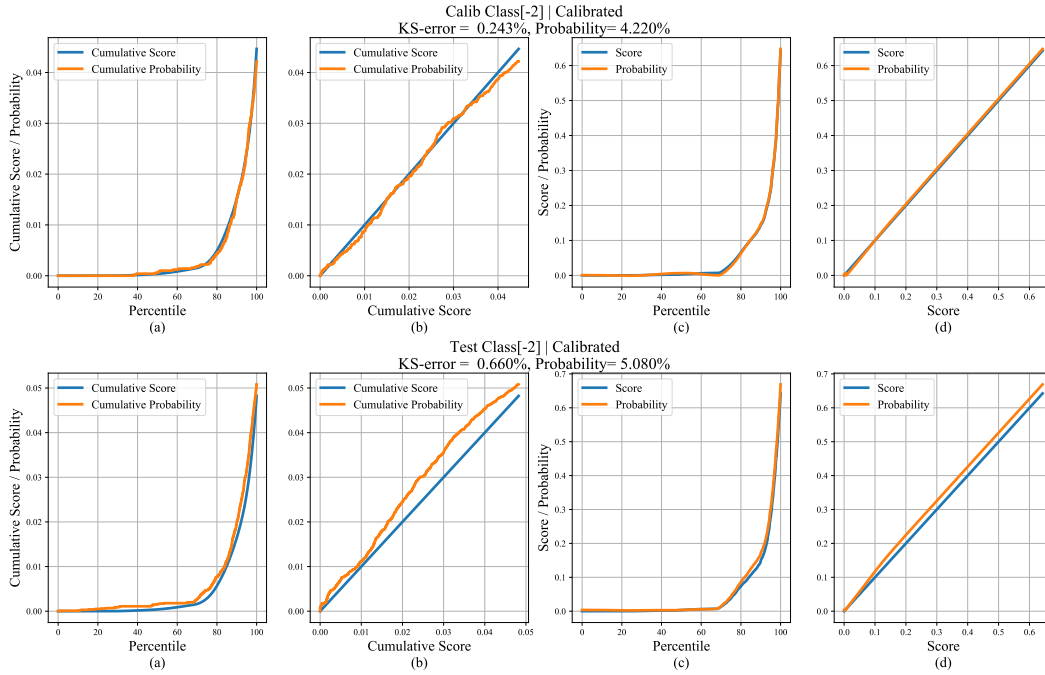 Calib Class[-2] | Calibrated
KS-error = 0.243%, Probability= 4.220%
Cumulative Score / Probability
0.04
0.03
0.02
0.01
0.00
Cumulative Score
Cumulative Probability
0 20 40 60 80 100
Percentile
(a)
0.04
0.03
0.02
0.01
0.00
Cumulative Score
Cumulative Probability
0.00 0.01 0.02 0.03 0.04
Cumulative Score
(b)
Score / Probability
0.6
0.5
0.4
0.3
0.2
0.1
0.0
Score
Probability
0 20 40 60 80 100
Percentile
(c)
0.6
0.5
0.4
0.3
0.2
0.1
0.0
Score
Probability
0.0 0.1 0.2 0.3 0.4 0.5 0.6
Score
(d)
Test Class[-2] | Calibrated
KS-error = 0.660%, Probability= 5.080%
Cumulative Score / Probability
0.05
0.04
0.03
0.02
0.01
0.00
Cumulative Score
Cumulative Probability
0 20 40 60 80 100
Percentile
(a)
0.05
0.04
0.03
0.02
0.01
0.00
Cumulative Score
Cumulative Probability
0.00 0.01 0.02 0.03 0.04 0.05
Cumulative Score
(b)
Score / Probability
0.7
0.6
0.5
0.4
0.3
0.2
0.1
0.0
Score
Probability
0 20 40 60 80 100
Percentile
(c)
0.7
0.6
0.5
0.4
0.3
0.2
0.1
0.0
Score
Probability
0.0 0.1 0.2 0.3 0.4 0.5 0.6
Score
(d)